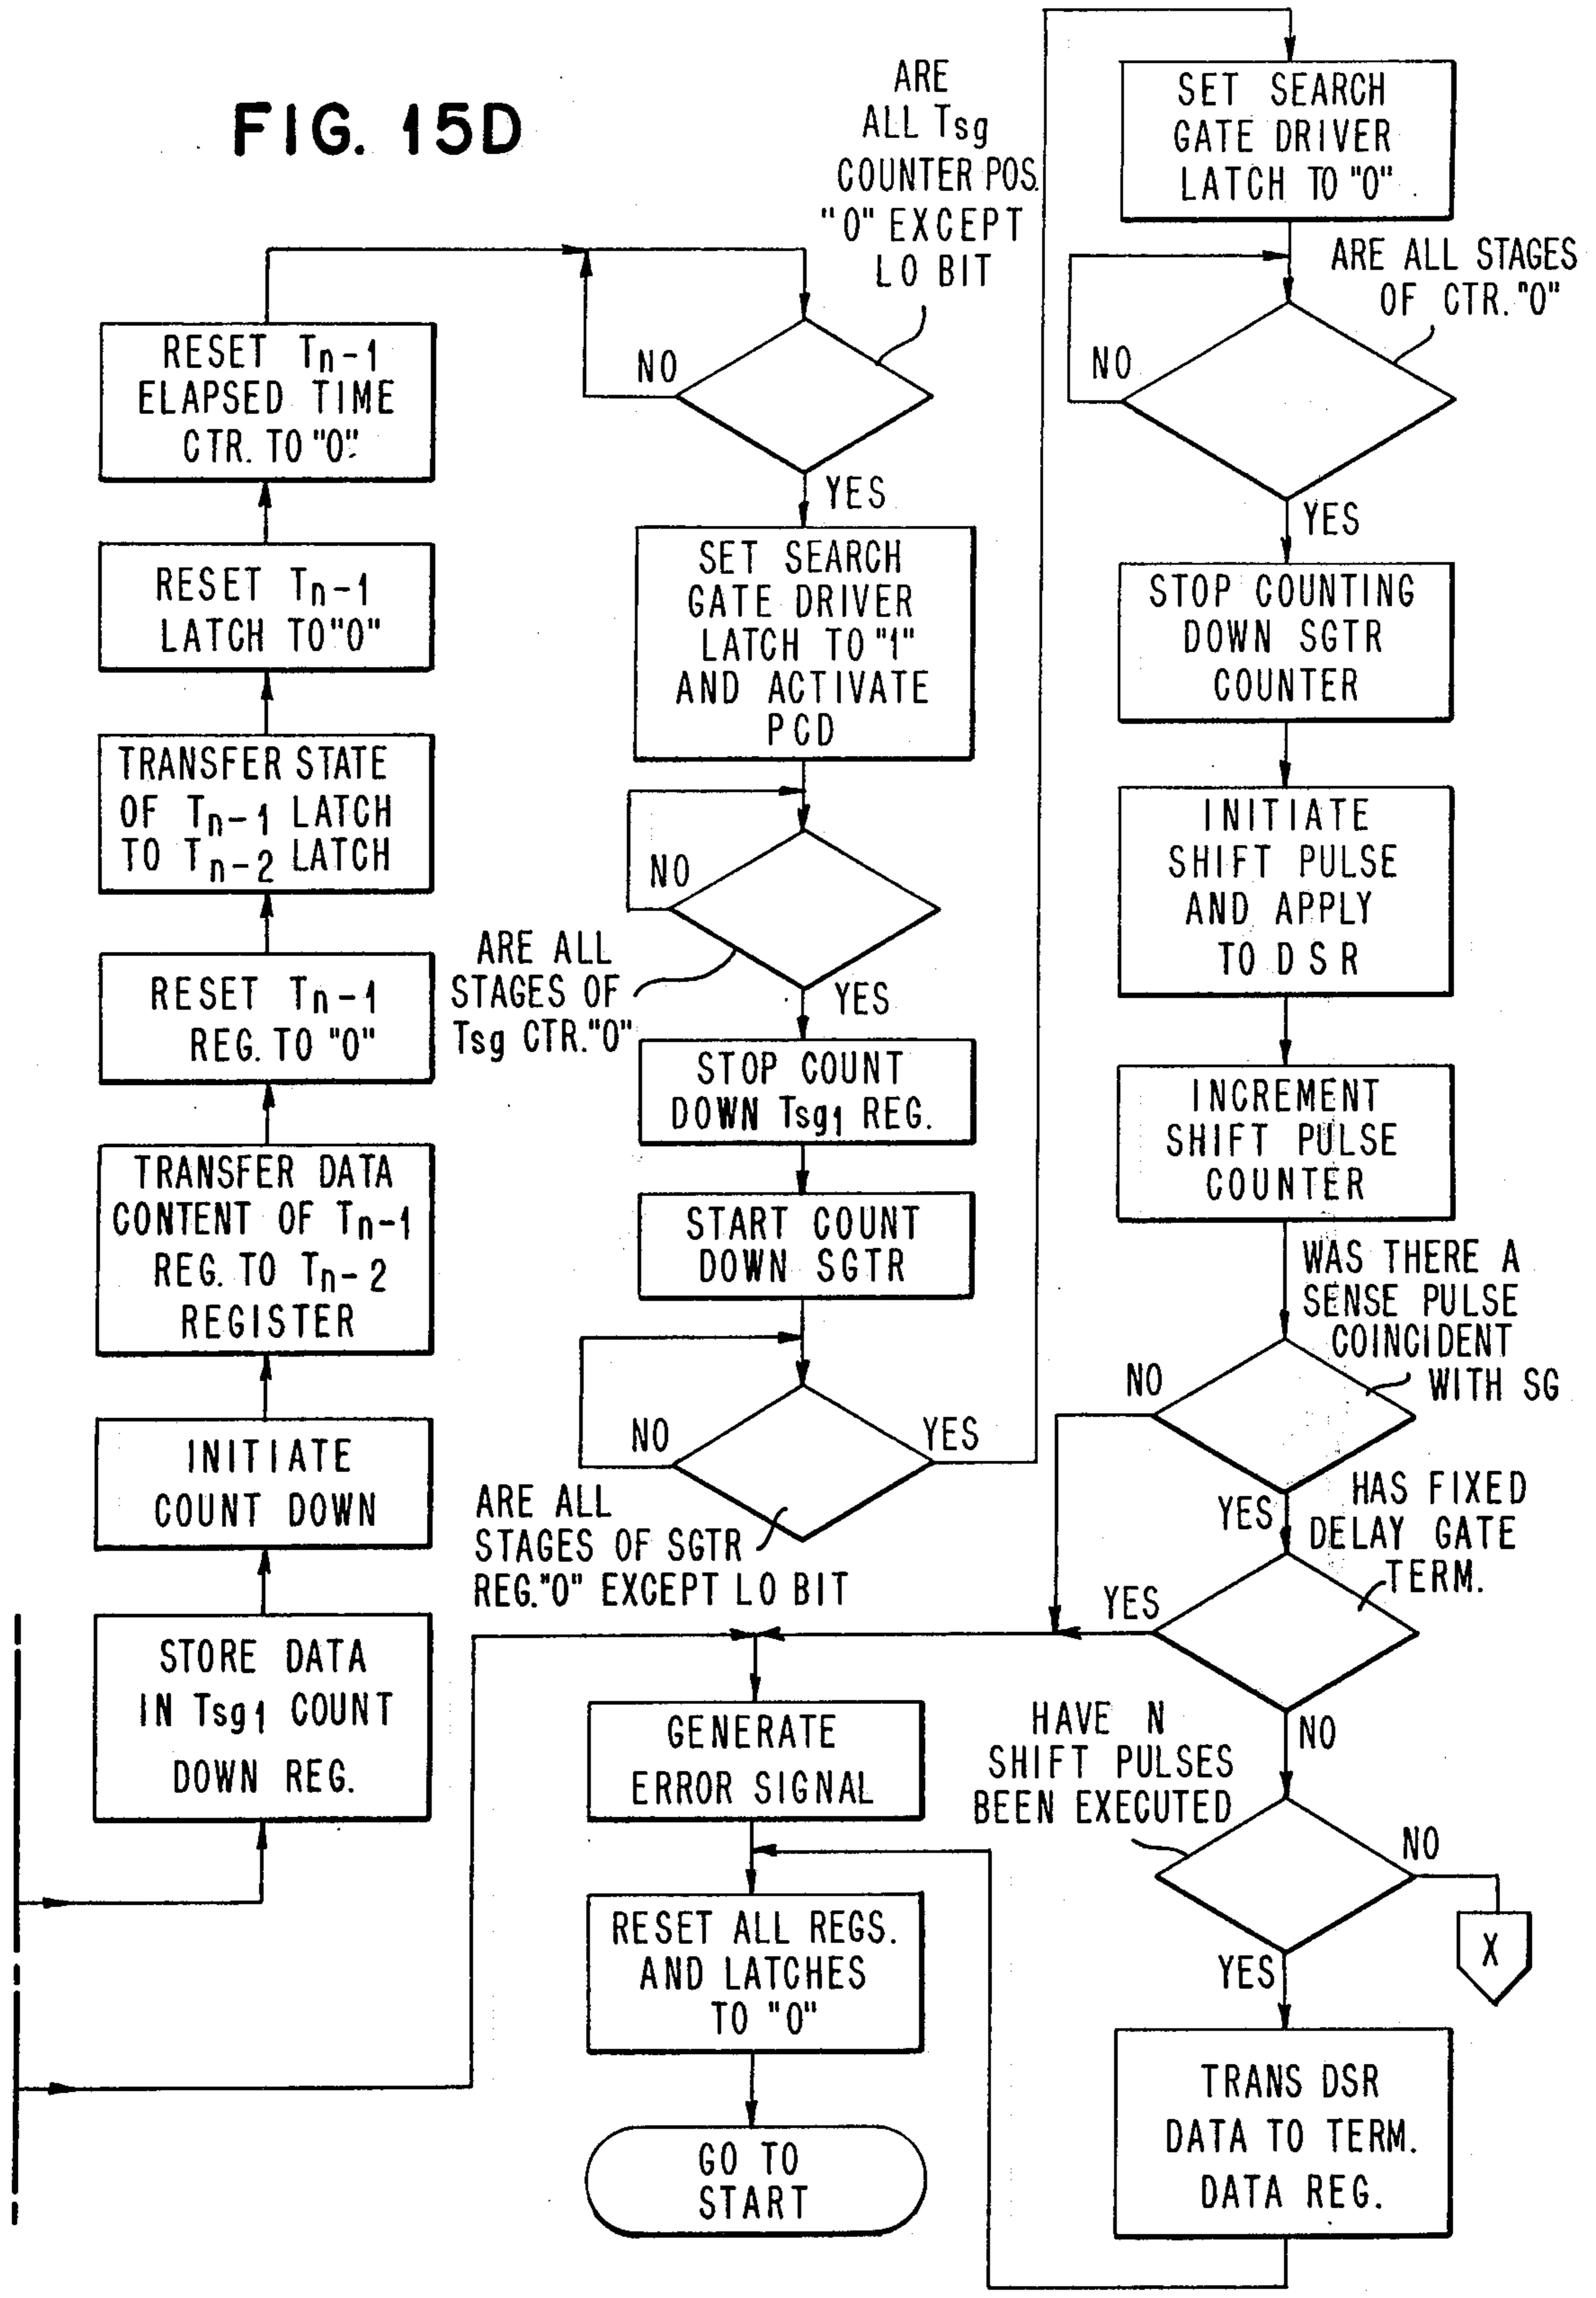 FIG. 15D
RESET Tn-1
ELAPSED TIME
CTR. TO "0"
RESET Tn-1
LATCH TO "0"
TRANSFER STATE
OF Tn-1 LATCH
TO Tn-2 LATCH
RESET Tn-1
REG. TO "0"
TRANSFER DATA
CONTENT OF Tn-1
REG. TO Tn-2
REGISTER
INITIATE
COUNT DOWN
STORE DATA
IN Tsg1 COUNT
DOWN REG.
ARE
ALL Tsg
COUNTER POS.
"0" EXCEPT
LO BIT
NO
YES
SET SEARCH
GATE DRIVER
LATCH TO "1"
AND ACTIVATE
PCD
NO
ARE ALL
STAGES OF
Tsg CTR. "0"
YES
STOP COUNT
DOWN Tsg1 REG.
START COUNT
DOWN SGTR
NO
YES
ARE ALL
STAGES OF SGTR
REG. "0" EXCEPT LO BIT
GENERATE
ERROR SIGNAL
RESET ALL REGS.
AND LATCHES
TO "0"
GO TO
START
SET SEARCH
GATE DRIVER
LATCH TO "0"
ARE ALL STAGES
OF CTR. "0"
NO
YES
STOP COUNTING
DOWN SGTR
COUNTER
INITIATE
SHIFT PULSE
AND APPLY
TO DSR
INCREMENT
SHIFT PULSE
COUNTER
WAS THERE A
SENSE PULSE
COINCIDENT
WITH SG
NO
YES
HAS FIXED
DELAY GATE
TERM.
YES
NO
HAVE N
SHIFT PULSES
BEEN EXECUTED
NO
X
YES
TRANS DSR
DATA TO TERM.
DATA REG.